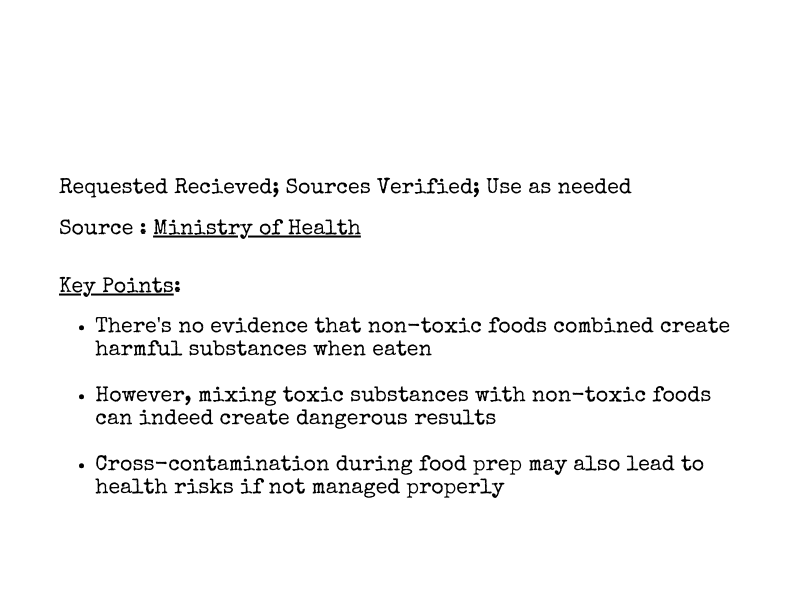 Requested Recieved; Sources Verified; Use as needed
Source : Ministry of Health
Key Points:
• There's no evidence that non-toxic foods combined create
harmful substances when eaten
• However, mixing toxic substances with non-toxic foods
can indeed create dangerous results
• Cross-contamination during food prep may also lead to
health risks if not managed properly